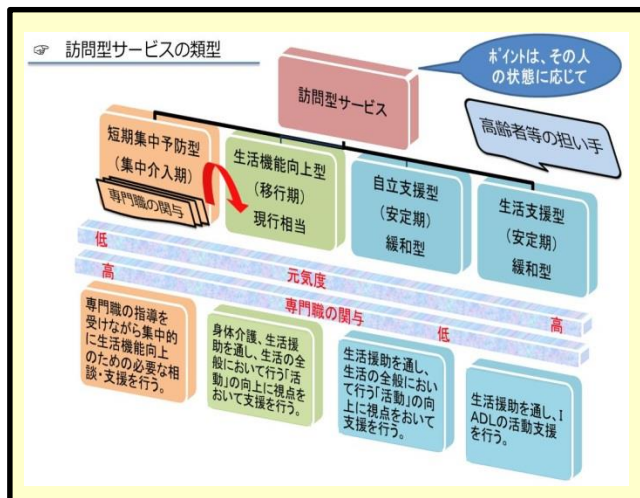 ☞ 訪問型サービスの類型
ポイントは、その人
の状態に応じて
訪問型サービス
高齢者等の担い手
短期集中予防型
(集中介入期)
専門職の関与
生活機能向上型
(移行期)
現行相当
自立支援型
(安定期)
緩和型
生活支援型
(安定期)
緩和型
低
元気度
高
高
専門職の関与
低
専門職の指導を
受けながら集中的
に生活機能向上
のための必要な相
談・支援を行う。
身体介護、生活援
助を通し、生活の全
般において行う「活
動」の向上に視点を
おいて支援を行う。
生活援助を通し、
生活の全般におい
て行う「活動」の向
上に視点をおいて
支援を行う。
生活援助を通し、I
ADLの活動支援
を行う。